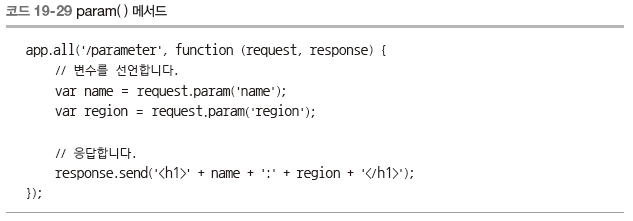 코드 19-29 param() 메서드
app.all('/parameter', function (request, response) {
    // 변수를 선언합니다.
    var name = request.param('name');
    var region = request.param('region');

    // 응답합니다.
    response.send('<h1>' + name + ':' + region + '</h1>');
});